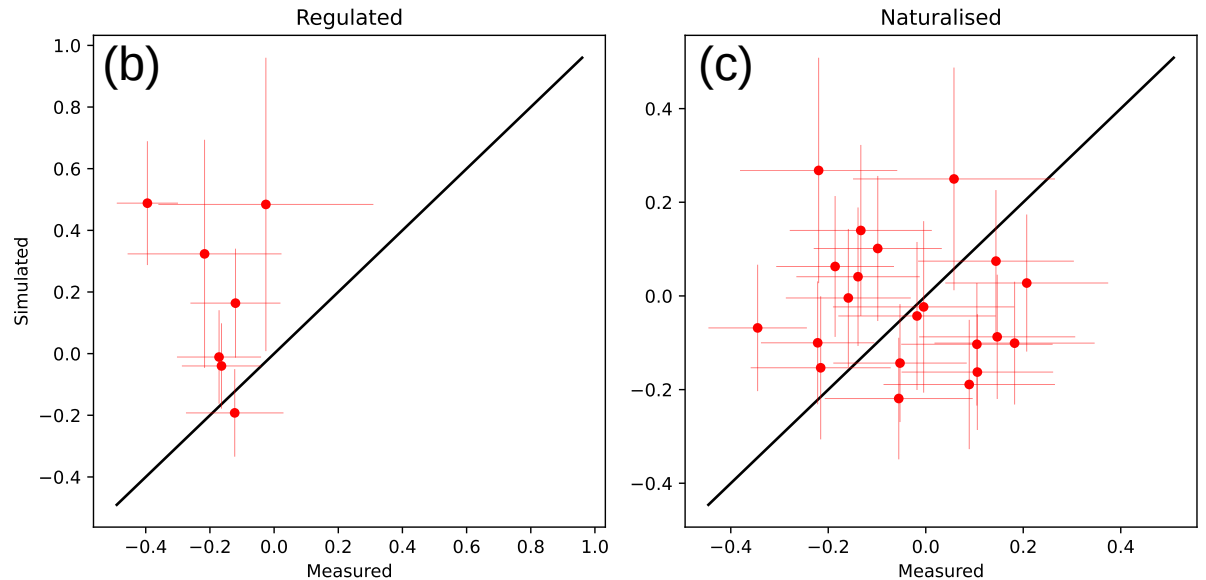 Regulated
(b)
1.0
0.8
0.6
0.4
0.2
0.0
−0.2
−0.4
Simulated
−0.4 −0.2 0.0 0.2 0.4 0.6 0.8 1.0
Measured
Naturalised
(c)
0.4
0.2
0.0
−0.2
−0.4
−0.4 −0.2 0.0 0.2 0.4
Measured